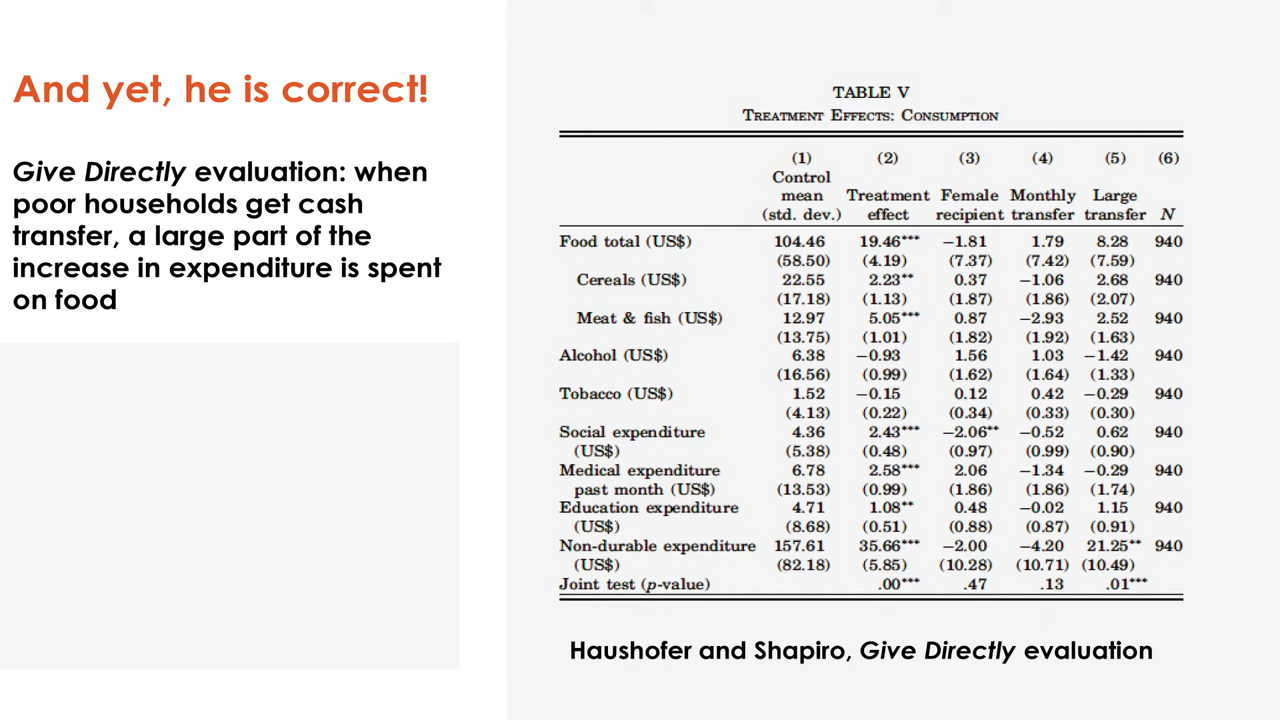 And yet, he is correct!
Give Directly evaluation: when
poor households get cash
transfer, a large part of the
increase in expenditure is spent
on food
TABLE V
TREATMENT EFFECTS: CONSUMPTION
(1) (2) (3) (4) (5) (6)
Control
mean Treatment Female Monthly Large
(std. dev.) effect recipient transfer transfer N
Food total (US$) 104.46 19.46*** −1.81 1.79 8.28 940
(58.50) (4.19) (7.37) (7.42) (7.59)
Cereals (US$) 22.55 2.23** 0.37 −1.06 2.68 940
(17.18) (1.13) (1.87) (1.86) (2.07)
Meat & fish (US$) 12.97 5.05*** 0.87 −2.93 2.52 940
(13.75) (1.01) (1.82) (1.92) (1.63)
Alcohol (US$) 6.38 −0.93 1.56 1.03 −1.42 940
(16.56) (0.99) (1.62) (1.64) (1.33)
Tobacco (US$) 1.52 −0.15 0.12 0.42 −0.29 940
(4.13) (0.22) (0.34) (0.33) (0.30)
Social expenditure 4.36 2.43*** −2.06** −0.52 0.62 940
(US$) (5.38) (0.48) (0.97) (0.99) (0.90)
Medical expenditure 6.78 2.58*** 2.06 −1.34 −0.29 940
past month (US$) (13.53) (0.99) (1.86) (1.86) (1.74)
Education expenditure 4.71 1.08** 0.48 −0.02 1.15 940
(US$) (8.68) (0.51) (0.88) (0.87) (0.91)
Non-durable expenditure 157.61 35.66*** −2.00 −4.20 21.25** 940
(US$) (82.18) (5.85) (10.28) (10.71) (10.49)
Joint test (p-value) .00*** .47 .13 .01***
Haushofer and Shapiro, Give Directly evaluation